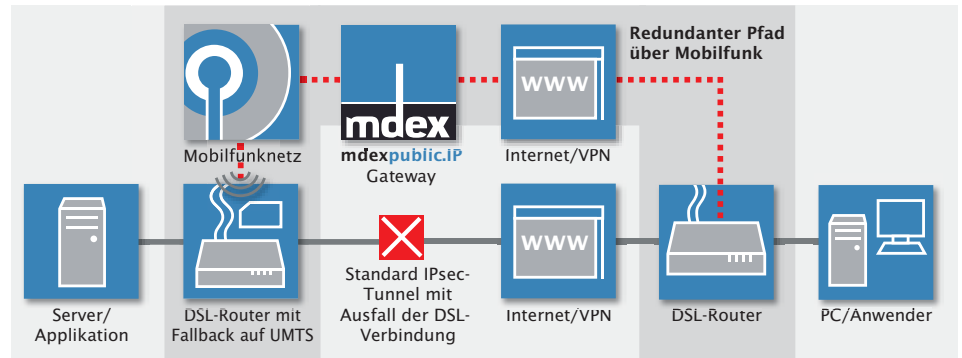 Redundanter Pfad
über Mobilfunk
WWW
mdex
Mobilfunknetz
mdexpublic.IP
Gateway
Internet/VPN
WWW
Server/
Applikation
DSL-Router mit
Fallback auf UMTS
Standard IPsec-
Tunnel mit
Ausfall der DSL-
Verbindung
Internet/VPN
DSL-Router
PC/Anwender